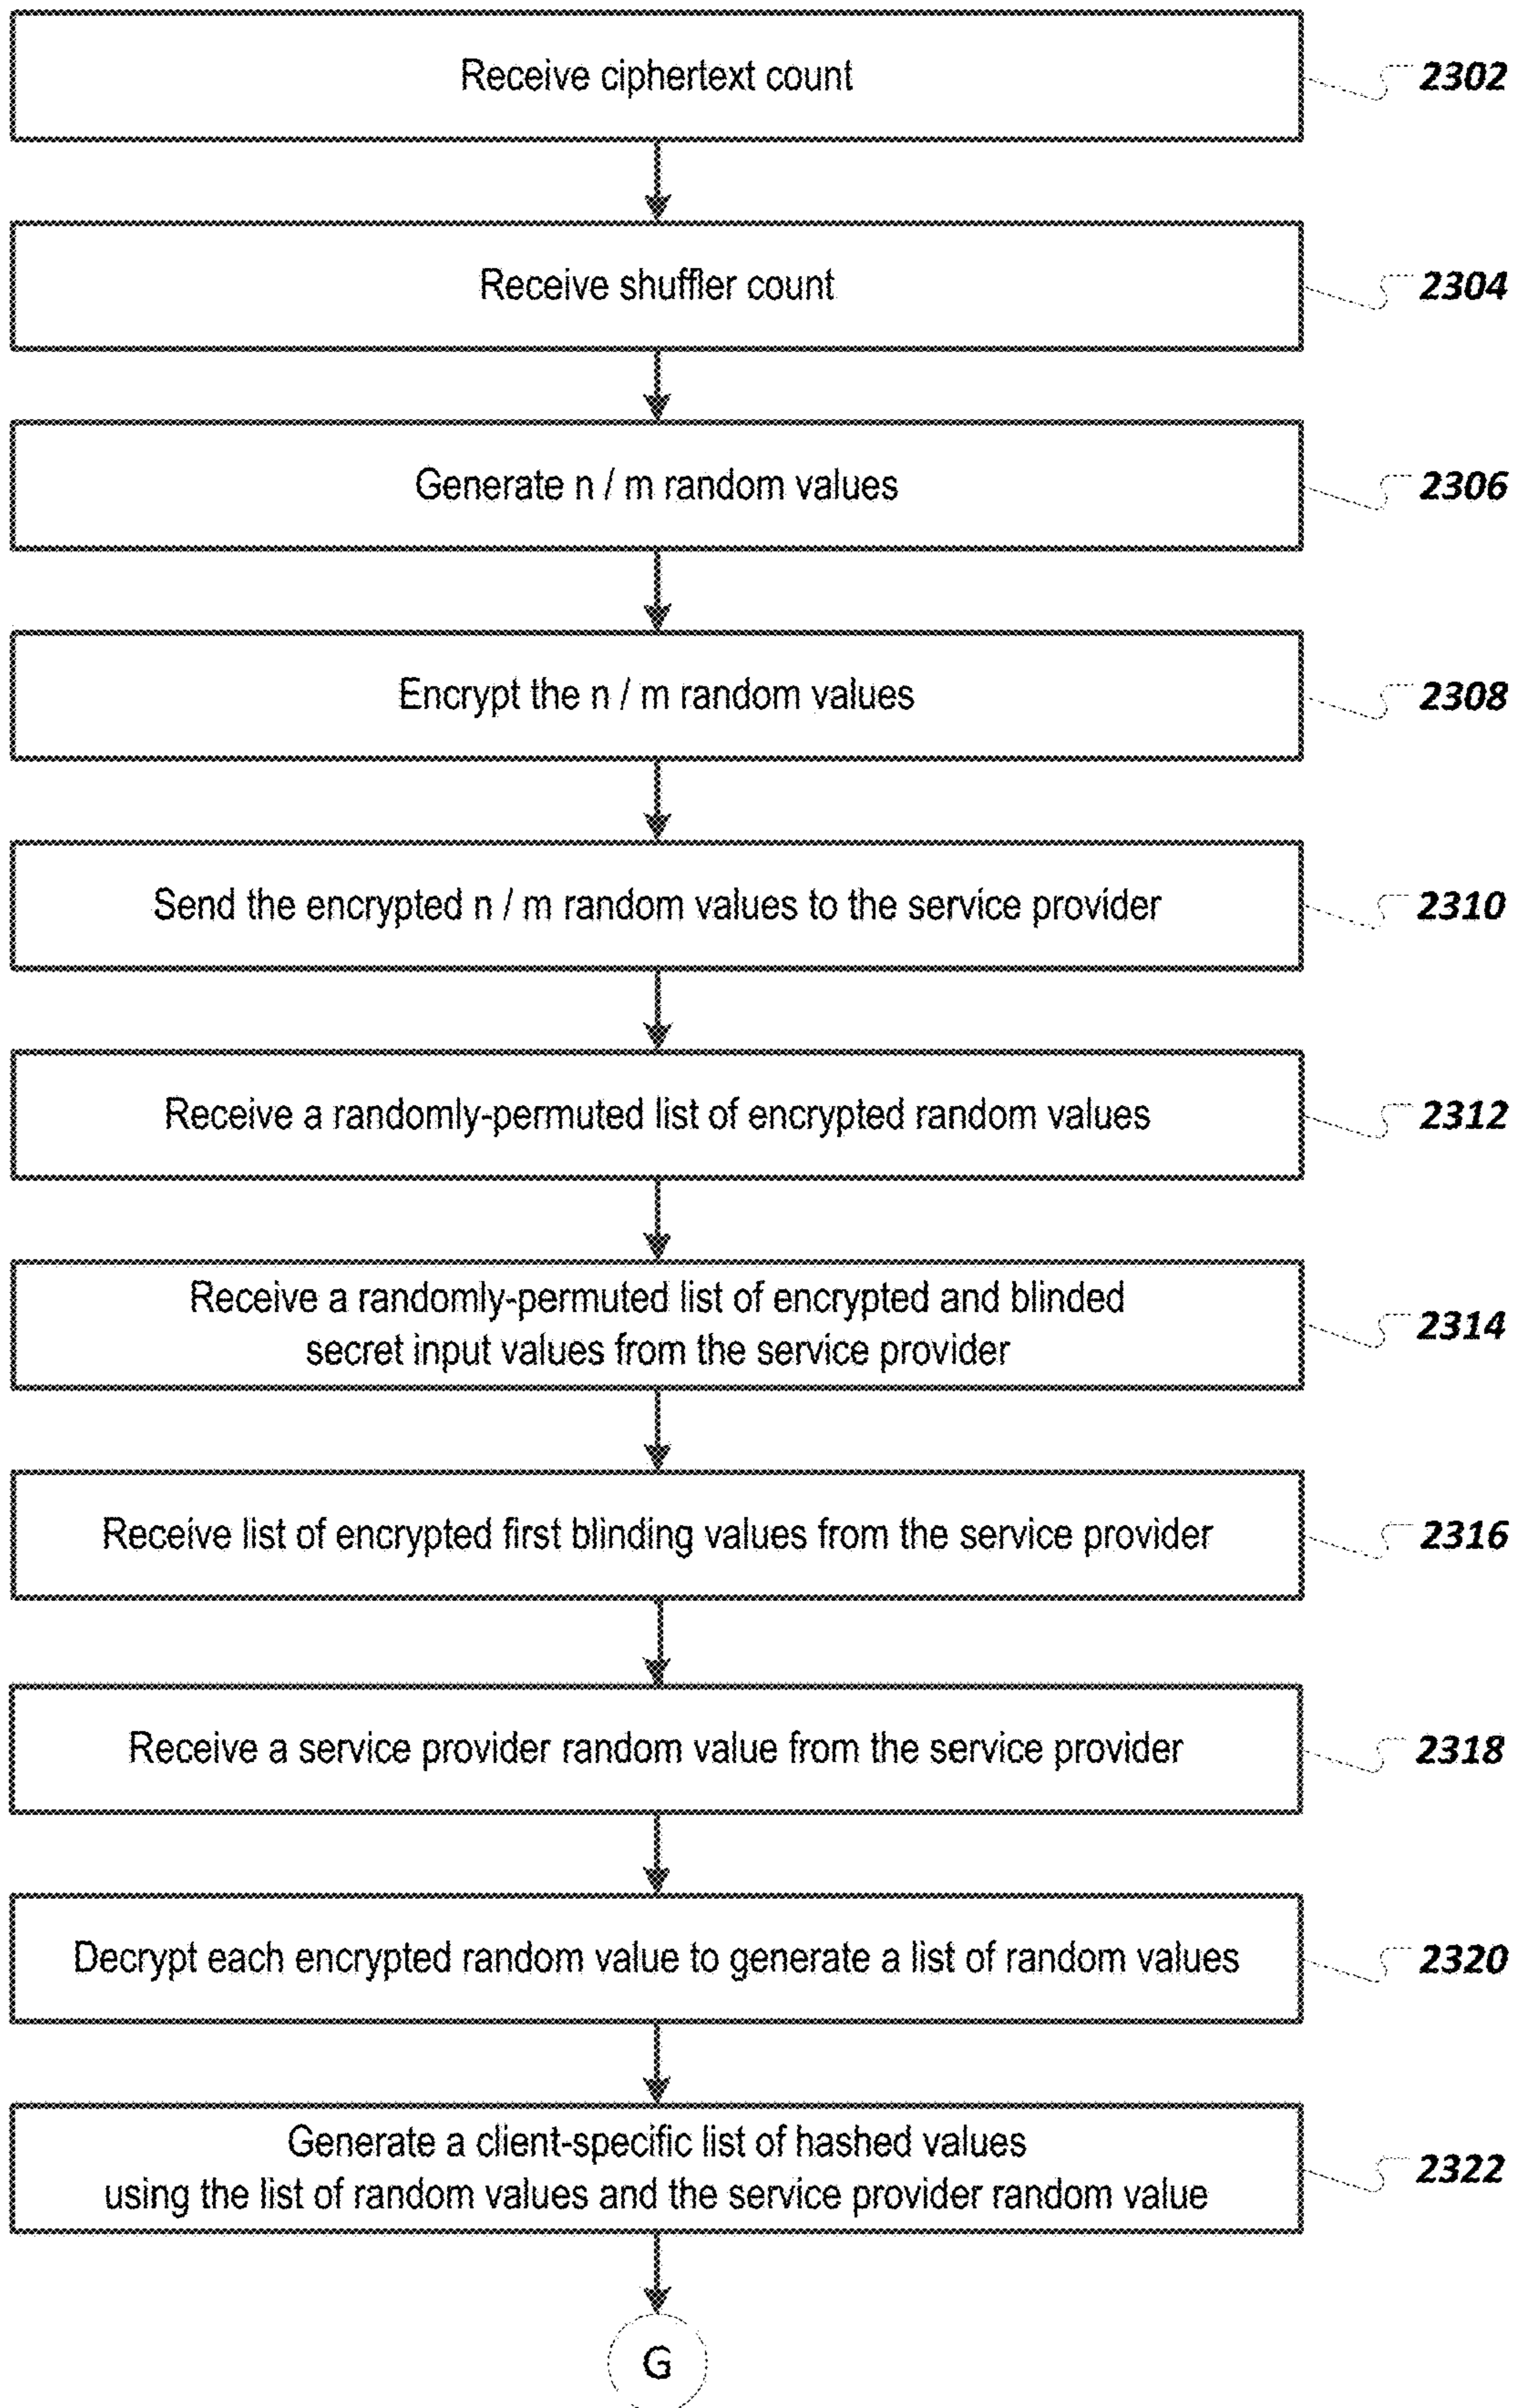 Receive ciphertext count
2302
Receive shuffler count
2304
Generate n / m random values
2306
Encrypt the n / m random values
2308
Send the encrypted n / m random values to the service provider
2310
Receive a randomly-permuted list of encrypted random values
2312
Receive a randomly-permuted list of encrypted and blinded
secret input values from the service provider
2314
Receive list of encrypted first blinding values from the service provider
2316
Receive a service provider random value from the service provider
2318
Decrypt each encrypted random value to generate a list of random values
2320
Generate a client-specific list of hashed values
using the list of random values and the service provider random value
2322
G